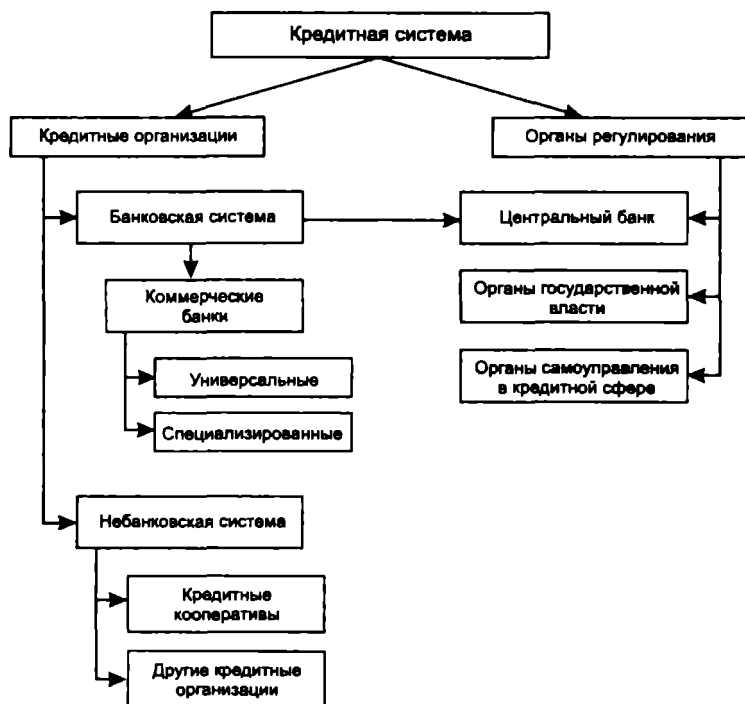 Кредитная система
Кредитные организации
Органы регулирования
Банковская система
Центральный банк
Коммерческие
банки
Органы государственной
власти
Универсальные
Органы самоуправления
в кредитной сфере
Специализированные
Небанковская система
Кредитные
кооперативы
Другие кредитные
организации